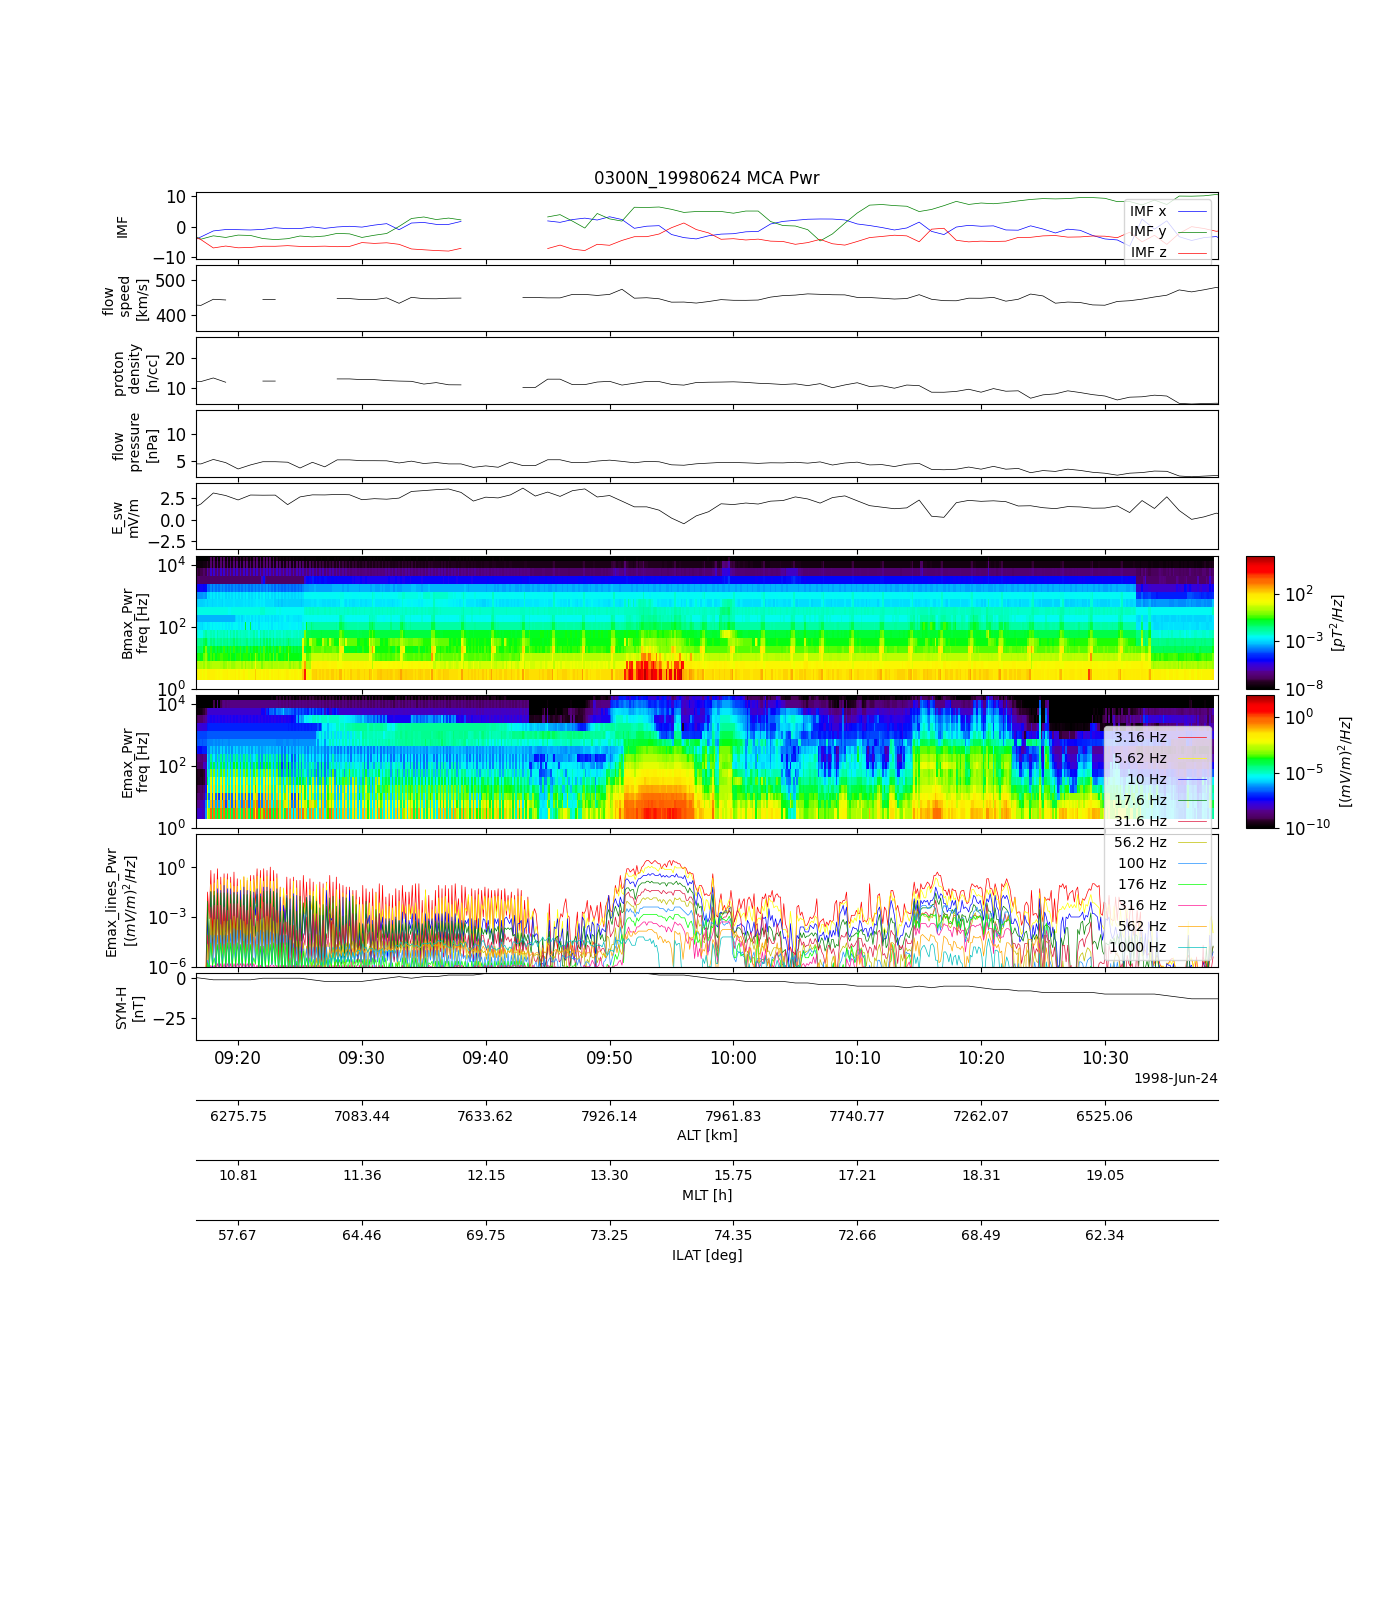 0300N_19980624 MCA Pwr
IMF
10
0
−10
IMF x
IMF y
IMF z
flow
speed
[km/s]
500
400
proton
density
[n/cc]
20
10
flow
pressure
[nPa]
10
5
E_sw
mV/m
2.5
0.0
−2.5
Bmax_Pwr
freq [Hz]
10^4
10^2
10^0
10^2
10^−3
10^−8
[pT^2/Hz]
Emax_Pwr
freq [Hz]
10^4
10^2
10^0
10^0
10^−5
10^−10
[(mV/m)^2/Hz]
3.16 Hz
5.62 Hz
10 Hz
17.6 Hz
31.6 Hz
56.2 Hz
100 Hz
176 Hz
316 Hz
562 Hz
1000 Hz
Emax_lines_Pwr
[(mV/m)^2/Hz]
10^0
10^−3
10^−6
SYM-H
[nT]
0
−25
09:20 09:30 09:40 09:50 10:00 10:10 10:20 10:30
1998-Jun-24
6275.75 7083.44 7633.62 7926.14 7961.83 7740.77 7262.07 6525.06
ALT [km]
10.81 11.36 12.15 13.30 15.75 17.21 18.31 19.05
MLT [h]
57.67 64.46 69.75 73.25 74.35 72.66 68.49 62.34
ILAT [deg]